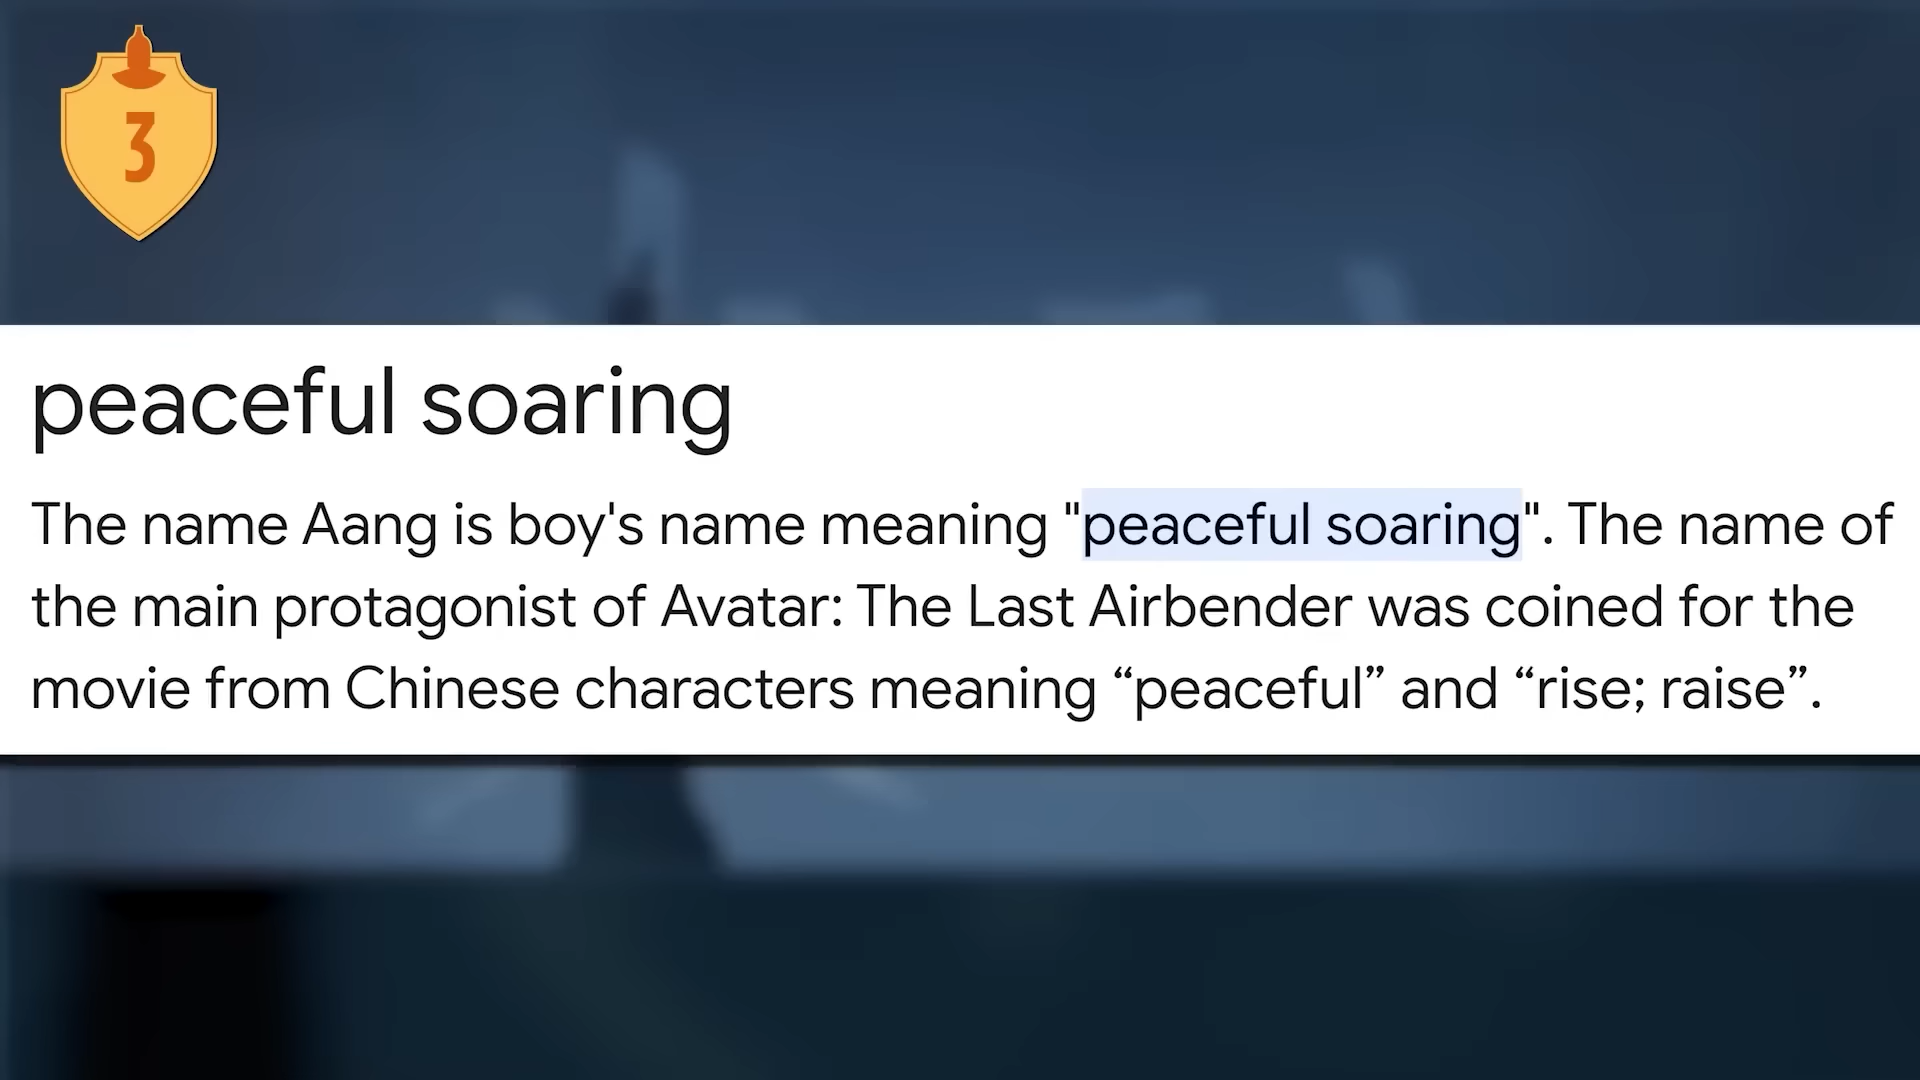 3
peaceful soaring
The name Aang is boy's name meaning "peaceful soaring". The name of
the main protagonist of Avatar: The Last Airbender was coined for the
movie from Chinese characters meaning “peaceful” and “rise; raise”.